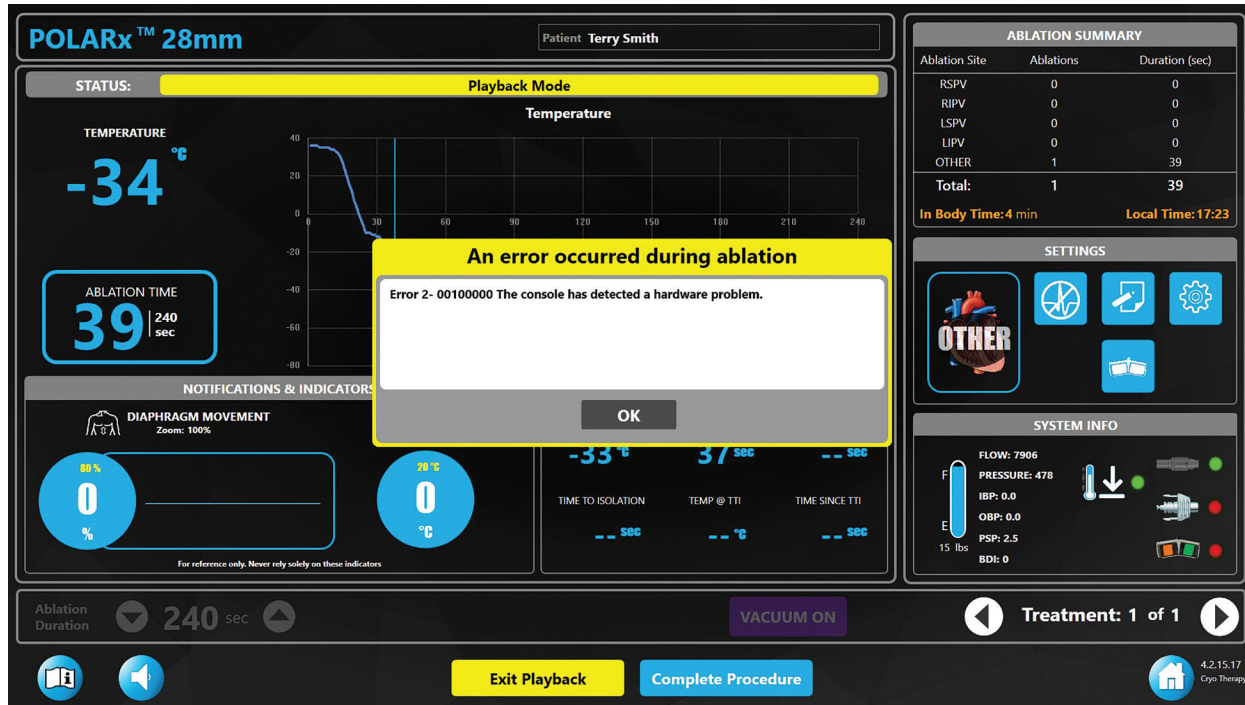 POLARx™ 28mm
Patient Terry Smith
STATUS: Playback Mode
TEMPERATURE
-34 °C
ABLATION TIME
39 240 sec
Temperature
40
20
0
-20
-40
-60
-80
0 30 60 90 120 150 180 210 240
An error occurred during ablation
Error 2- 00100000 The console has detected a hardware problem.
OK
NOTIFICATIONS & INDICATORS
DIAPHRAGM MOVEMENT
Zoom: 100%
80 %
0
%
20 °C
0
°C
For reference only. Never rely solely on these indicators
-33 °C 37 sec -- sec
TIME TO ISOLATION TEMP @ TTI TIME SINCE TTI
-- sec -- °C -- sec
ABLATION SUMMARY
Ablation Site Ablations Duration (sec)
RSPV 0 0
RIPV 0 0
LSPV 0 0
LIPV 0 0
OTHER 1 39
Total: 1 39
In Body Time: 4 min Local Time: 17:23
SETTINGS
OTHER
SYSTEM INFO
F
E
15 lbs
FLOW: 7906
PRESSURE: 478
IBP: 0.0
OBP: 0.0
PSP: 2.5
BDI: 0
Ablation Duration 240 sec
VACUUM ON
Treatment: 1 of 1
Exit Playback
Complete Procedure
4.2.15.17
Cryo Therapy